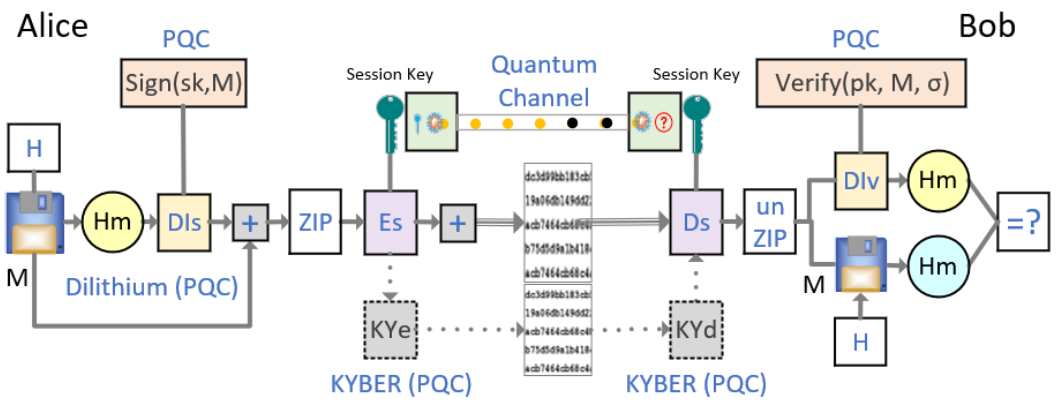 Alice
Bob
PQC
Sign(sk,M)
Session Key
Quantum
Channel
Session Key
PQC
Verify(pk, M, σ)
?
H
Hm
Dls
+
ZIP
Es
+
dc3d99bb183cb
19a06db149dd2
acb7464cb68c4
b75d5d9a1b418
acb7464cb68c4
Ds
un
ZIP
DIv
Hm
=?
M
Dilithium (PQC)
M
Hm
H
KYe
dc3d99bb183cb
19a06db149dd2
acb7464cb68c4
b75d5d9a1b418
acb7464cb68c4
KYd
KYBER (PQC)
KYBER (PQC)